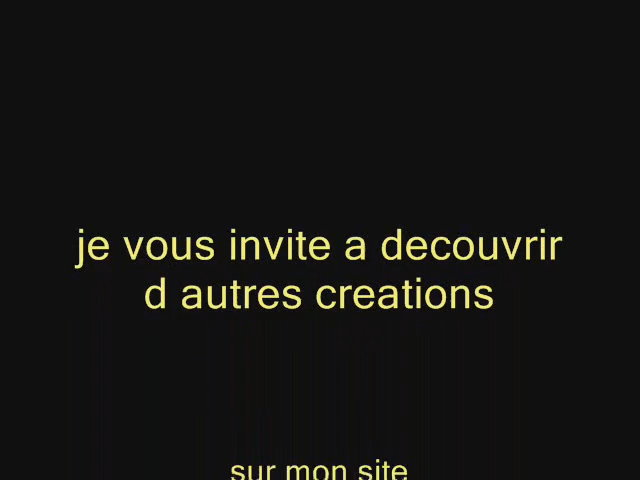 je vous invite a decouvrir
d autres creations
sur mon site